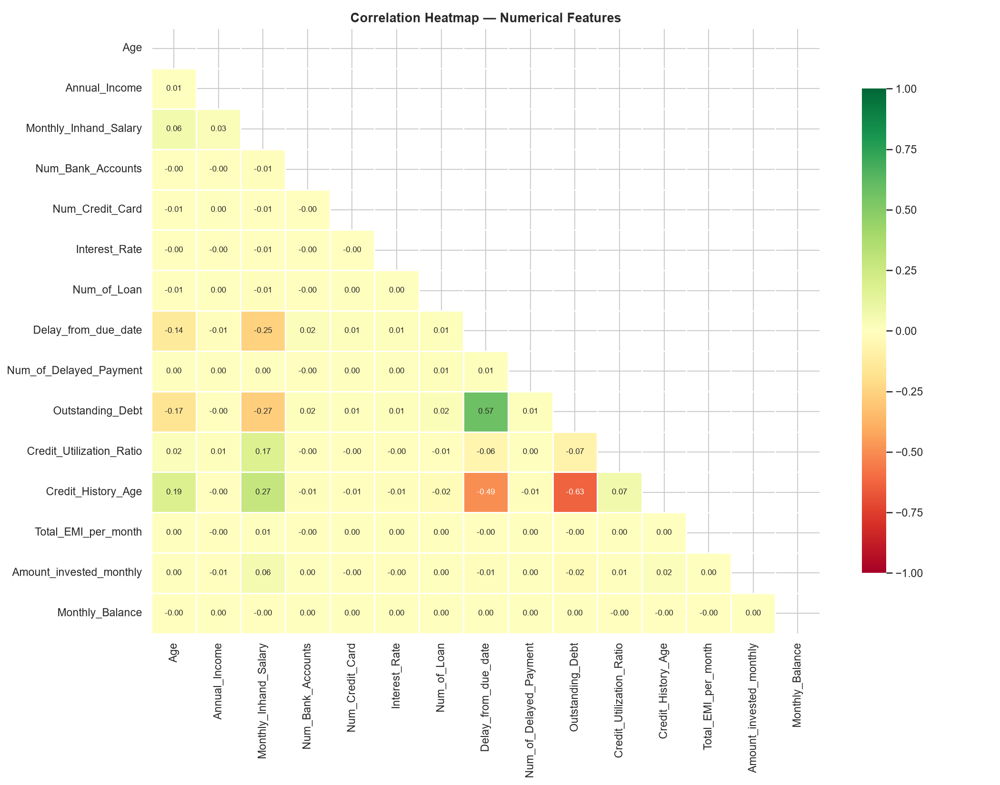 Correlation Heatmap — Numerical Features
Age
Annual_Income 0.01
Monthly_Inhand_Salary 0.06 0.03
Num_Bank_Accounts -0.00 -0.00 -0.01
Num_Credit_Card -0.01 0.00 -0.01 -0.00
Interest_Rate -0.00 -0.00 -0.01 -0.00 -0.00
Num_of_Loan -0.01 0.00 -0.01 -0.00 0.00 0.00
Delay_from_due_date -0.14 -0.01 -0.25 0.02 0.01 0.01 0.01
Num_of_Delayed_Payment 0.00 0.00 0.00 -0.00 0.00 0.00 0.01 0.01
Outstanding_Debt -0.17 -0.00 -0.27 0.02 0.01 0.01 0.02 0.57 0.01
Credit_Utilization_Ratio 0.02 0.01 0.17 -0.00 -0.00 -0.00 -0.01 -0.06 0.00 -0.07
Credit_History_Age 0.19 -0.00 0.27 -0.01 -0.01 -0.01 -0.02 -0.49 -0.01 -0.63 0.07
Total_EMI_per_month 0.00 -0.00 0.01 -0.00 0.00 0.00 0.00 -0.00 0.00 -0.00 0.00 0.00
Amount_invested_monthly 0.00 -0.01 0.06 0.00 -0.00 -0.00 0.00 -0.01 0.00 -0.02 0.01 0.02 0.00
Monthly_Balance -0.00 0.00 -0.00 0.00 0.00 0.00 0.00 0.00 0.00 0.00 -0.00 -0.00 -0.00 0.00
Age
Annual_Income
Monthly_Inhand_Salary
Num_Bank_Accounts
Num_Credit_Card
Interest_Rate
Num_of_Loan
Delay_from_due_date
Num_of_Delayed_Payment
Outstanding_Debt
Credit_Utilization_Ratio
Credit_History_Age
Total_EMI_per_month
Amount_invested_monthly
Monthly_Balance
1.00
0.75
0.50
0.25
0.00
−0.25
−0.50
−0.75
−1.00